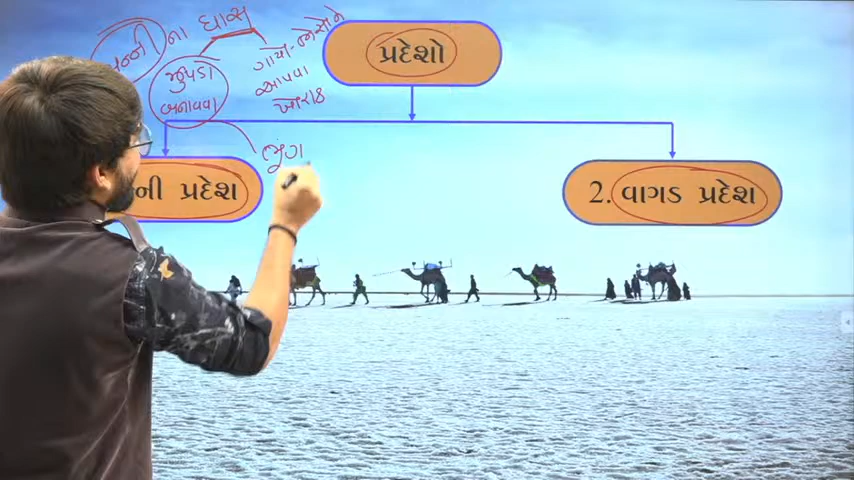 ન્ની ના ઘાસ
ગાયો-ભેંસોને
આપવા
ખોરાક
ઝુંપડા
બનાવવા
ભુંગ
પ્રદેશો
ની પ્રદેશ
2. વાગડ પ્રદેશ